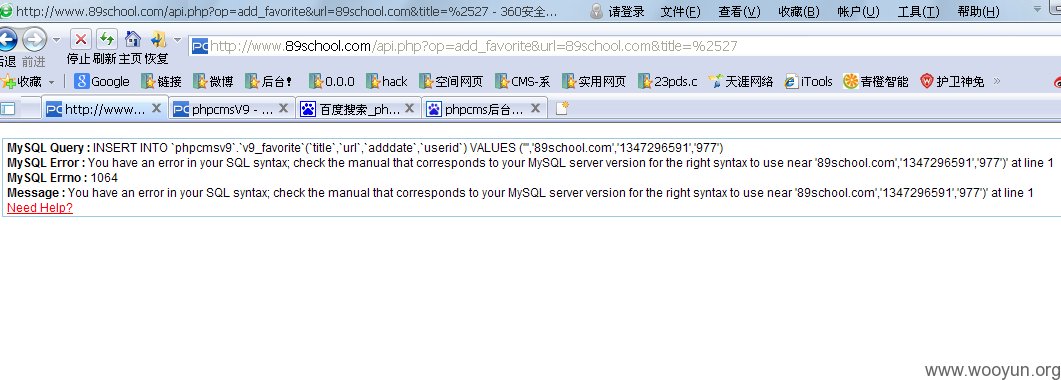 http://www.89school.com/api.php?op=add_favorite&url=89school.com&title=%2527 - 360安全... 请登录 文件(F) 查看(V) 收藏(B) 帐户(U) 工具(T) 帮助(H)
http://www.89school.com/api.php?op=add_favorite&url=89school.com&title=%2527
后退 前进 停止 刷新 主页 恢复
收藏 Google 链接 微博 后台! 0.0.0 hack 空间网页 CMS-系 实用网页 23pds.c 天涯网络 iTools 青橙智能 护卫神免
http://www... phpcmsV9 - ... 百度搜索_ph... phpcms后台...
MySQL Query : INSERT INTO `phpcmsv9`.`v9_favorite`(`title`,`url`,`adddate`,`userid`) VALUES (''','89school.com','1347296591','977')
MySQL Error : You have an error in your SQL syntax; check the manual that corresponds to your MySQL server version for the right syntax to use near '89school.com','1347296591','977')' at line 1
MySQL Errno : 1064
Message : You have an error in your SQL syntax; check the manual that corresponds to your MySQL server version for the right syntax to use near '89school.com','1347296591','977')' at line 1
Need Help?
www.wooyun.org